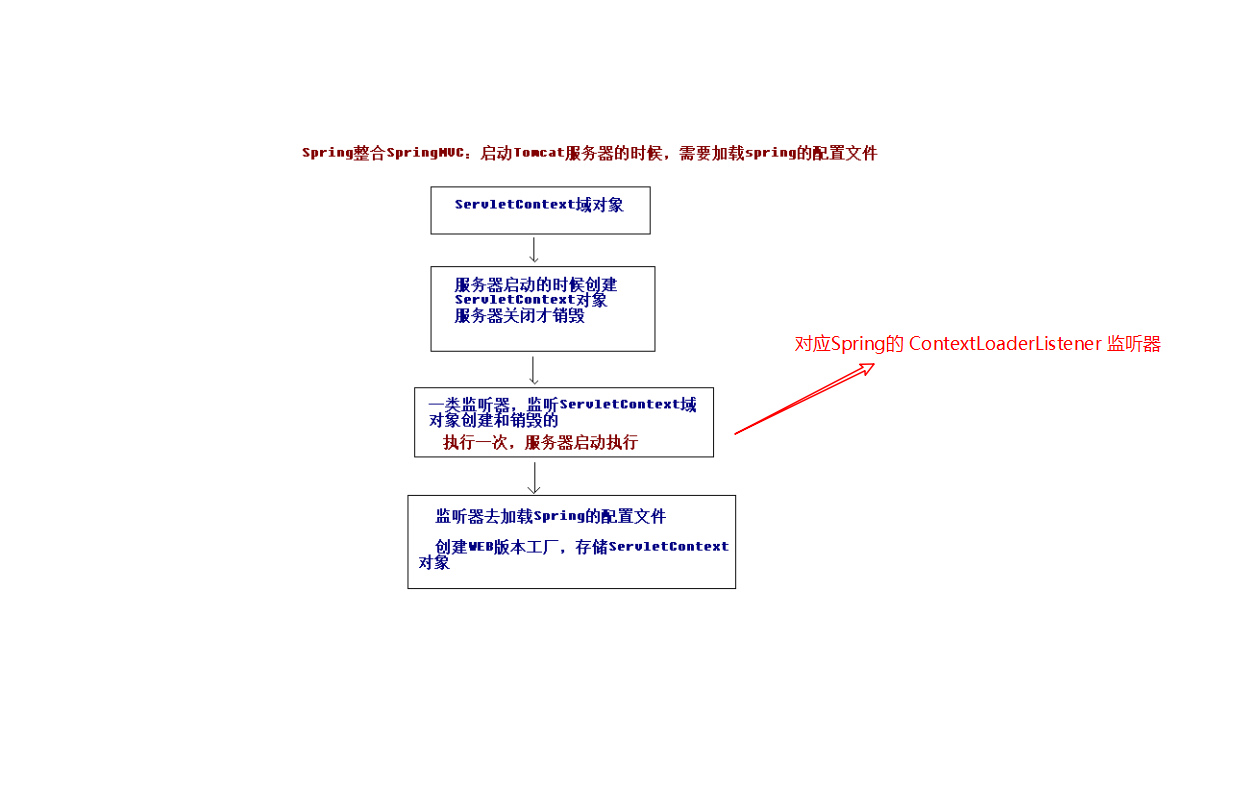 Spring整合SpringMVC：启动Tomcat服务器的时候，需要加载spring的配置文件
ServletContext域对象
服务器启动的时候创建
ServletContext对象
服务器关闭才销毁
对应Spring的 ContextLoaderListener 监听器
一类监听器，监听ServletContext域
对象创建和销毁的
执行一次，服务器启动执行
监听器去加载Spring的配置文件
创建WEB版本工厂，存储ServletContext
对象